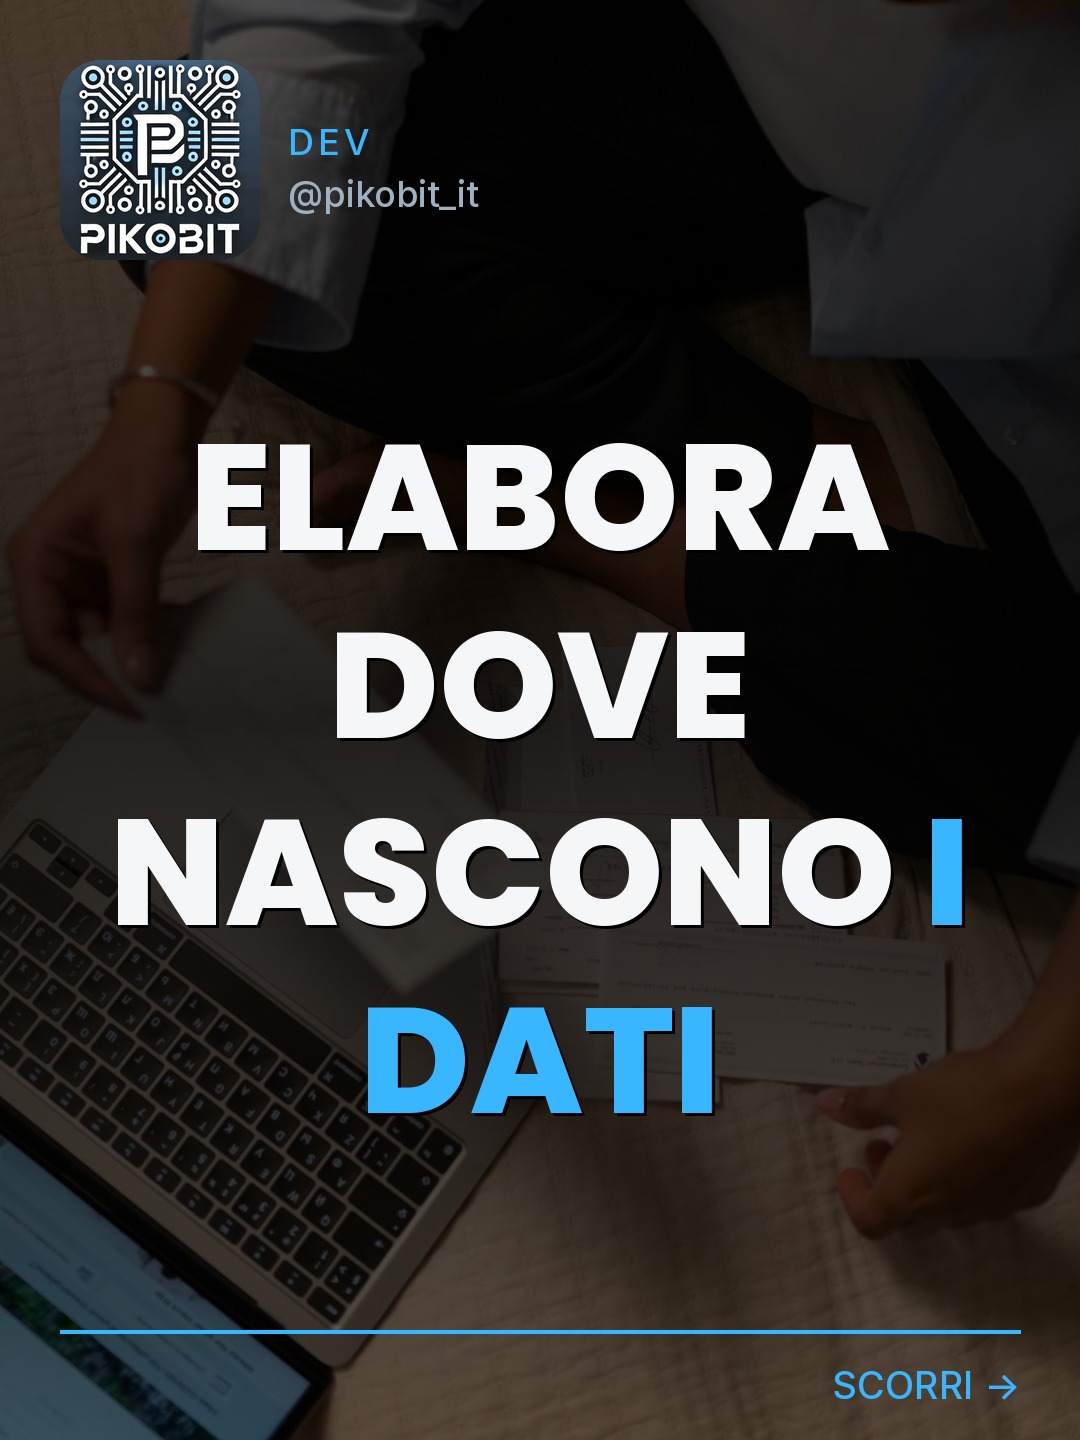 PIKOBIT
DEV
@pikobit_it
ELABORA
DOVE
NASCONO I
DATI
SCORRI →